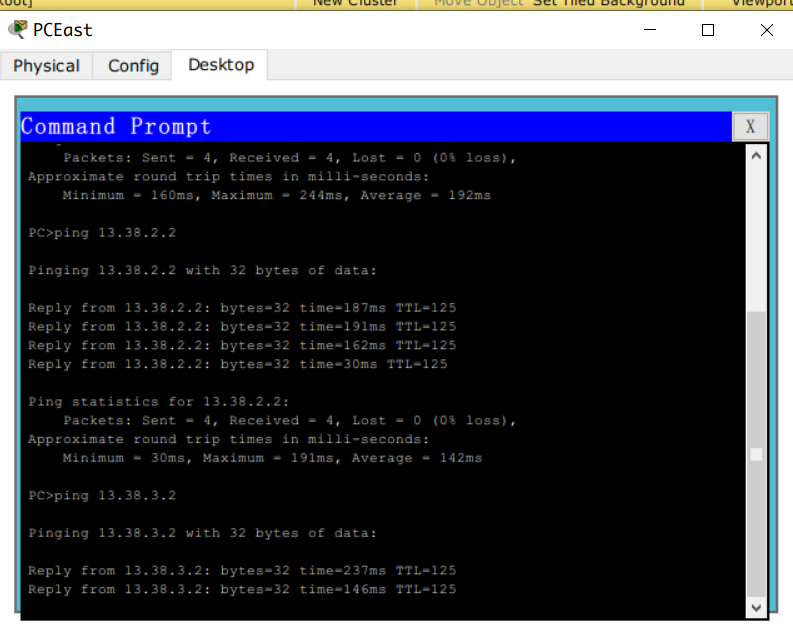 New Cluster Move Object Set Tiled Background Viewport
PCEast
Physical Config Desktop
Command Prompt X
Packets: Sent = 4, Received = 4, Lost = 0 (0% loss),
Approximate round trip times in milli-seconds:
Minimum = 160ms, Maximum = 244ms, Average = 192ms
PC>ping 13.38.2.2
Pinging 13.38.2.2 with 32 bytes of data:
Reply from 13.38.2.2: bytes=32 time=187ms TTL=125
Reply from 13.38.2.2: bytes=32 time=191ms TTL=125
Reply from 13.38.2.2: bytes=32 time=162ms TTL=125
Reply from 13.38.2.2: bytes=32 time=30ms TTL=125
Ping statistics for 13.38.2.2:
Packets: Sent = 4, Received = 4, Lost = 0 (0% loss),
Approximate round trip times in milli-seconds:
Minimum = 30ms, Maximum = 191ms, Average = 142ms
PC>ping 13.38.3.2
Pinging 13.38.3.2 with 32 bytes of data:
Reply from 13.38.3.2: bytes=32 time=237ms TTL=125
Reply from 13.38.3.2: bytes=32 time=146ms TTL=125